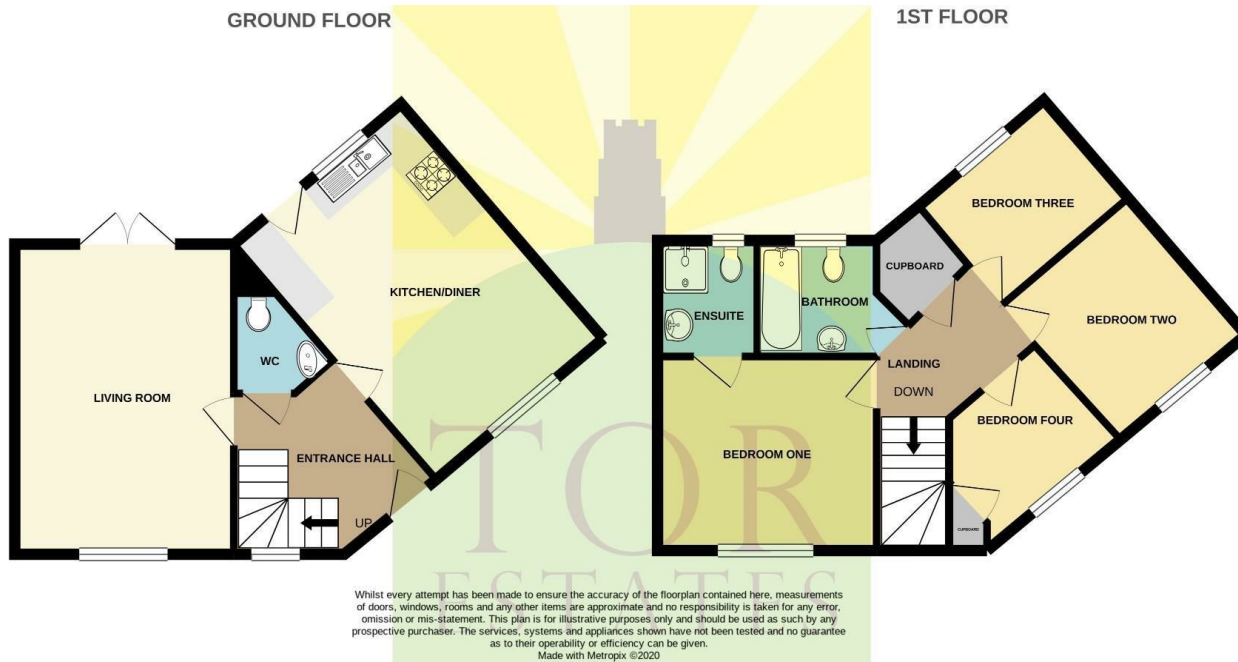 GROUND FLOOR
1ST FLOOR
LIVING ROOM
KITCHEN/DINER
WC
ENTRANCE HALL
UP
BEDROOM THREE
CUPBOARD
BEDROOM TWO
ENSUITE
BATHROOM
LANDING
DOWN
BEDROOM FOUR
BEDROOM ONE
CUPBOARD
TOR
ESTATES
Whilst every attempt has been made to ensure the accuracy of the floorplan contained here, measurements
of doors, windows, rooms and any other items are approximate and no responsibility is taken for any error,
omission or mis-statement. This plan is for illustrative purposes only and should be used as such by any
prospective purchaser. The services, systems and appliances shown have not been tested and no guarantee
as to their operability or efficiency can be given.
Made with Metropix ©2020